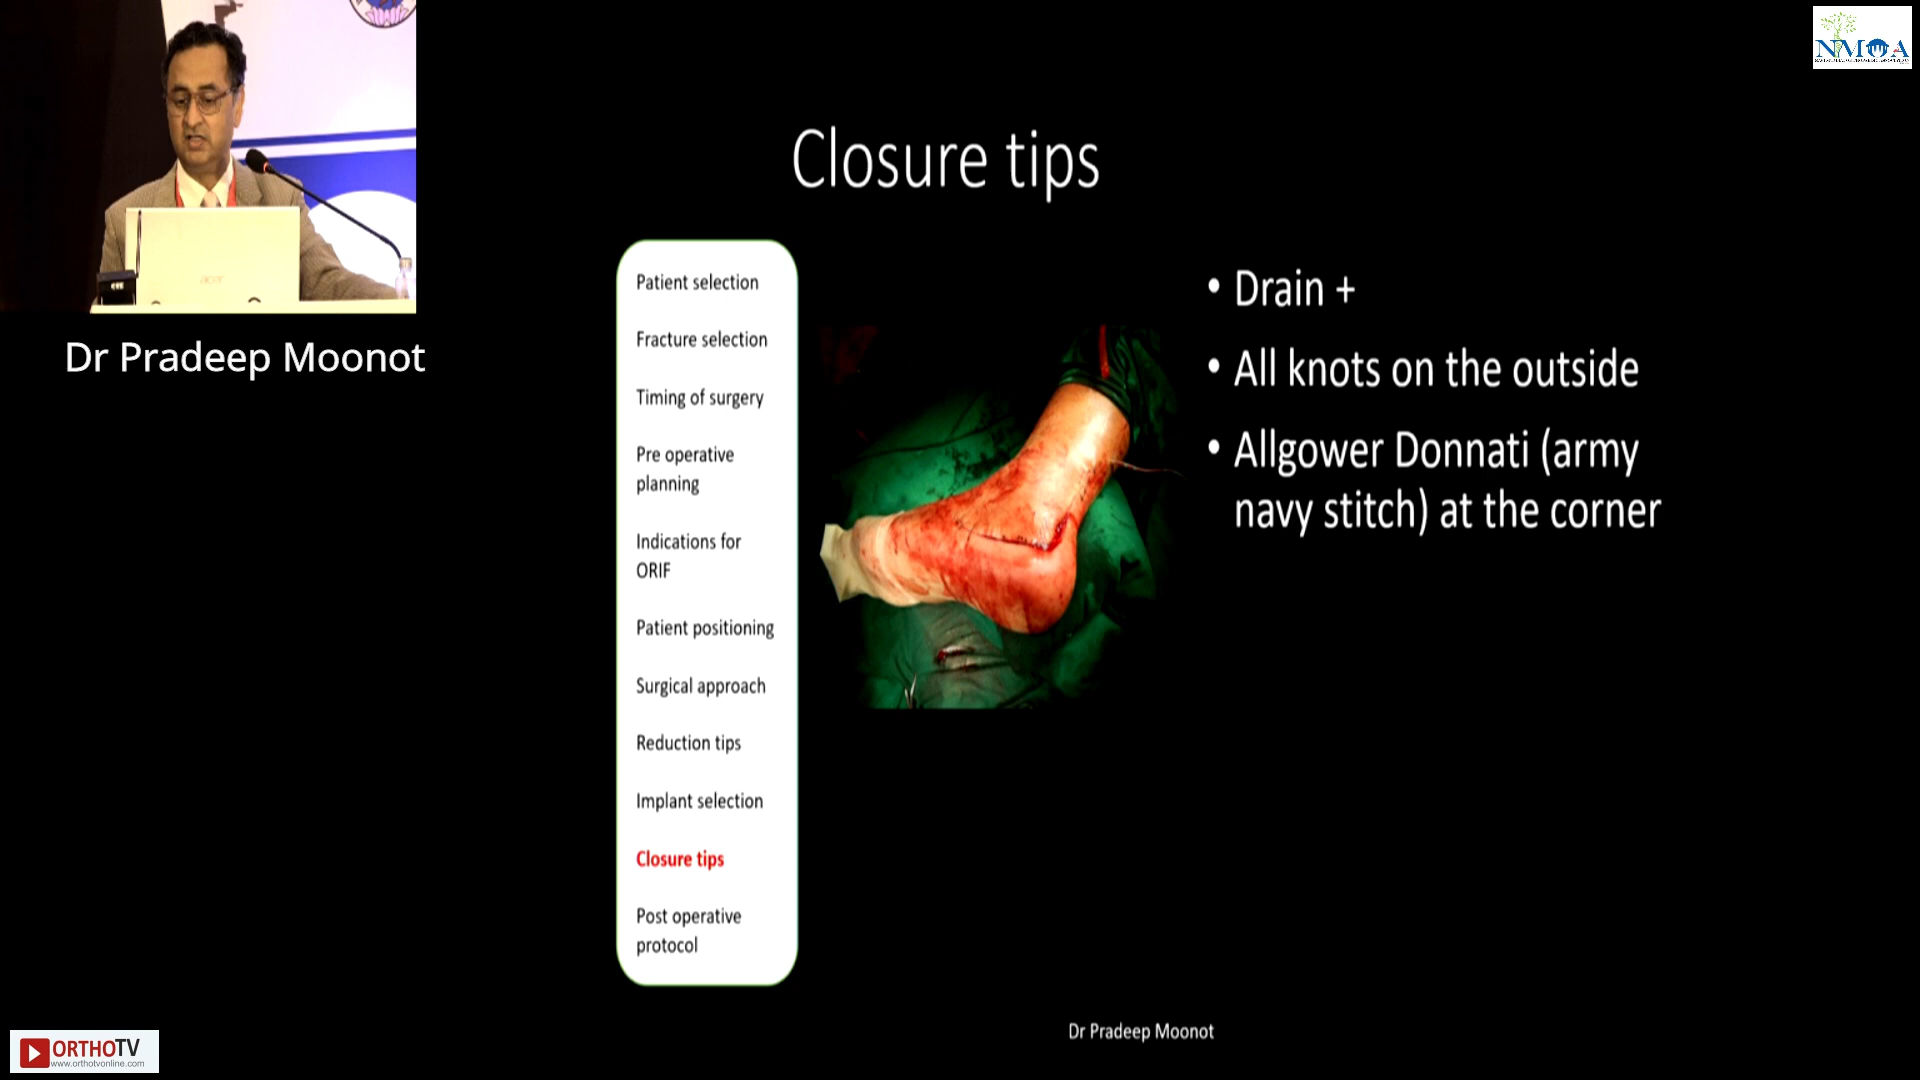 NMOA
Closure tips
Patient selection
Fracture selection
Timing of surgery
Pre operative
planning
Indications for
ORIF
Patient positioning
Surgical approach
Reduction tips
Implant selection
Closure tips
Post operative
protocol
• Drain +
• All knots on the outside
• Allgower Donnati (army
navy stitch) at the corner
acer
Dr Pradeep Moonot
Dr Pradeep Moonot
ORTHOTV
www.orthotvonline.com